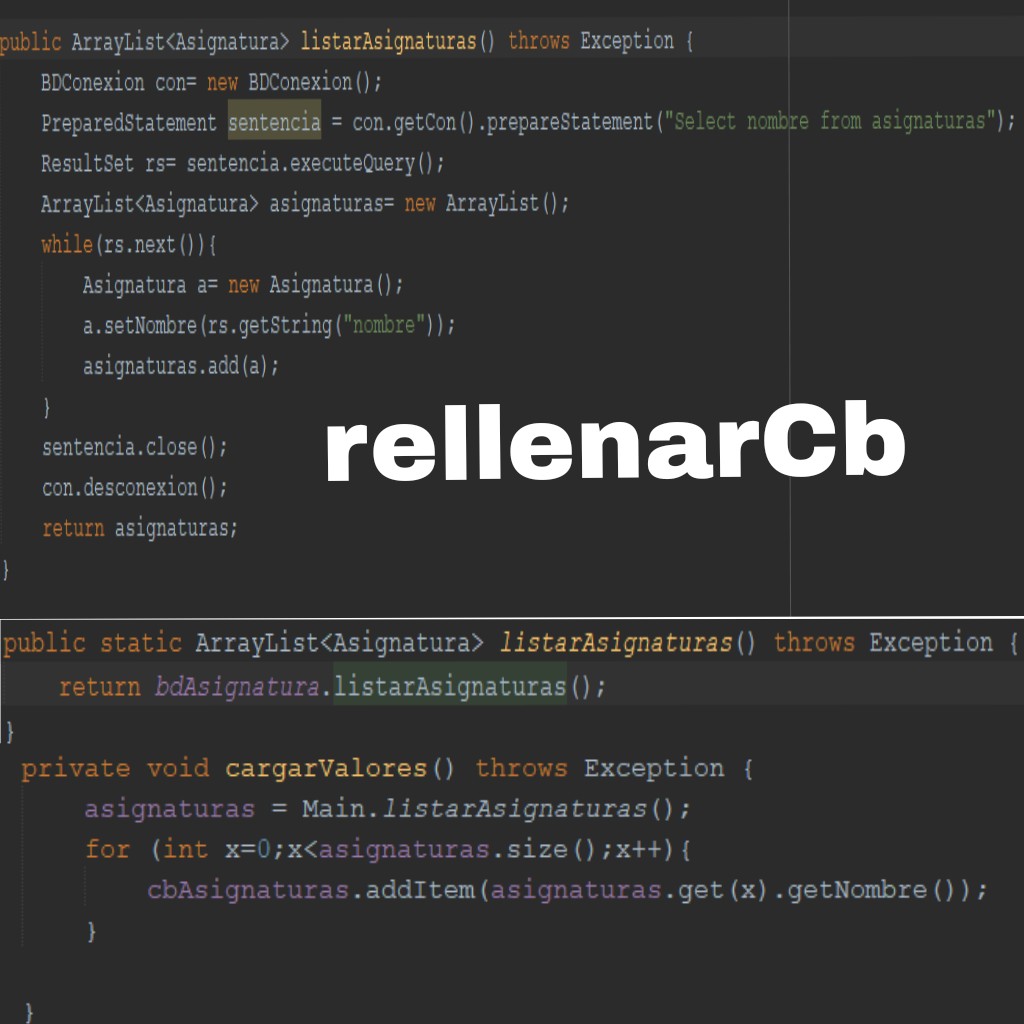 public ArrayList<Asignatura> listarAsignaturas() throws Exception {
BDConexion con= new BDConexion();
PreparedStatement sentencia = con.getCon().prepareStatement("Select nombre from asignaturas");
ResultSet rs= sentencia.executeQuery();
ArrayList<Asignatura> asignaturas= new ArrayList();
while(rs.next()){
Asignatura a= new Asignatura();
a.setNombre(rs.getString("nombre"));
asignaturas.add(a);
}
sentencia.close();
con.desconexion();
return asignaturas;
}
rellenarCb
public static ArrayList<Asignatura> listarAsignaturas() throws Exception {
return bdAsignatura.listarAsignaturas();
}
private void cargarValores() throws Exception {
asignaturas = Main.listarAsignaturas();
for (int x=0;x<asignaturas.size();x++){
cbAsignaturas.addItem(asignaturas.get(x).getNombre());
}
}